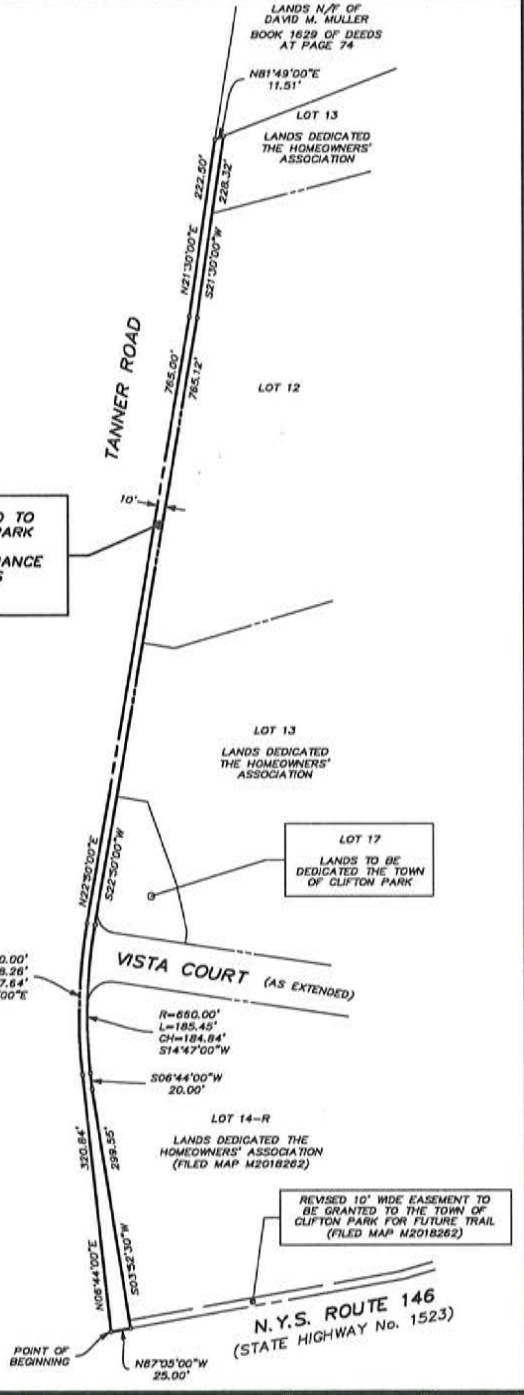 LANDS N/F OF
DAVID M. MULLER
BOOK 1629 OF DEEDS
AT PAGE 74
N81°49'00"E
11.51'
LOT 13
LANDS DEDICATED
THE HOMEOWNERS'
ASSOCIATION
222.50'
228.32'
N21°30'00"E
S21°30'00"W
TANNER ROAD
765.00'
765.12'
LOT 12
10'
D TO
PARK
ANCE
S
LOT 13
LANDS DEDICATED
THE HOMEOWNERS'
ASSOCIATION
LOT 17
LANDS TO BE
DEDICATED THE TOWN
OF CLIFTON PARK
N22°50'00"E
S22°50'00"W
0.00'
8.26'
7.64'
00"E
VISTA COURT (AS EXTENDED)
R=660.00'
L=185.45'
CH=184.84'
S14°47'00"W
S06°44'00"W
20.00'
LOT 14-R
LANDS DEDICATED THE
HOMEOWNERS' ASSOCIATION
(FILED MAP M2018262)
320.84'
299.55'
N06°44'00"E
S03°52'30"W
REVISED 10' WIDE EASEMENT TO
BE GRANTED TO THE TOWN OF
CLIFTON PARK FOR FUTURE TRAIL
(FILED MAP M2018262)
N.Y.S. ROUTE 146
(STATE HIGHWAY No. 1523)
POINT OF
BEGINNING
N87°05'00"W
25.00'